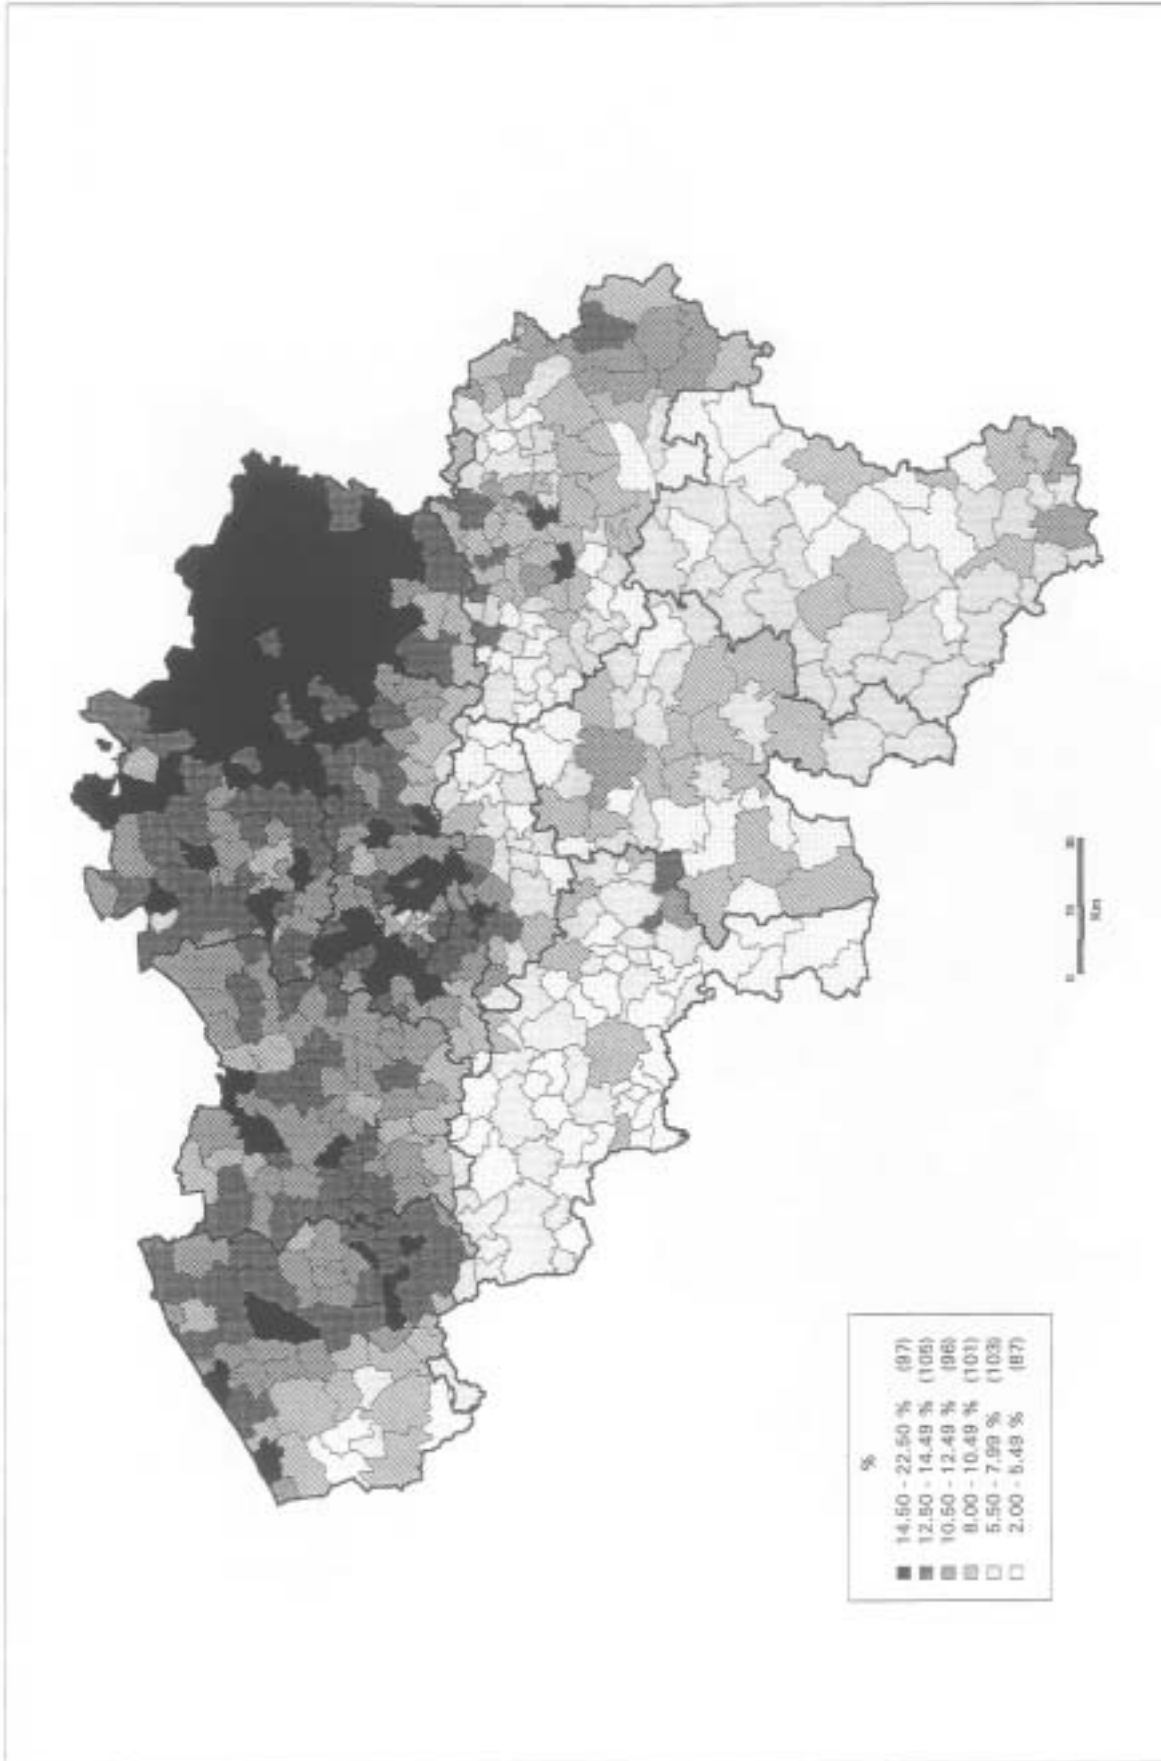 %
14.50 - 22.50 % (97)
12.50 - 14.49 % (105)
10.50 - 12.49 % (96)
8.00 - 10.49 % (101)
5.50 - 7.99 % (103)
2.00 - 5.49 % (87)
0
Km